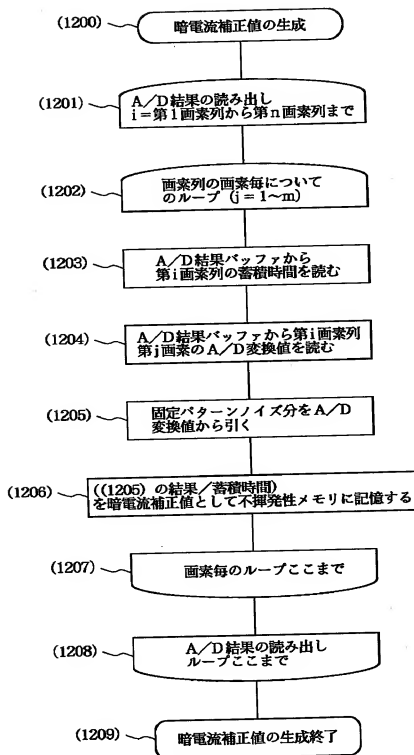 (1200)
暗電流補正値の生成
(1201)
A/D結果の読み出し
i=第1画素列から第n画素列まで
(1202)
画素列の画素毎について
のループ(j=1~m)
(1203)
A/D結果バッファから
第i画素列の蓄積時間を読む
(1204)
A/D結果バッファから第i画素列
第j画素のA/D変換値を読む
(1205)
固定パターンノイズ分をA/D
変換値から引く
(1206)
((1205)の結果/蓄積時間)
を暗電流補正値として不揮発性メモリに記憶する
(1207)
画素毎のループここまで
(1208)
A/D結果の読み出し
ループここまで
(1209)
暗電流補正値の生成終了